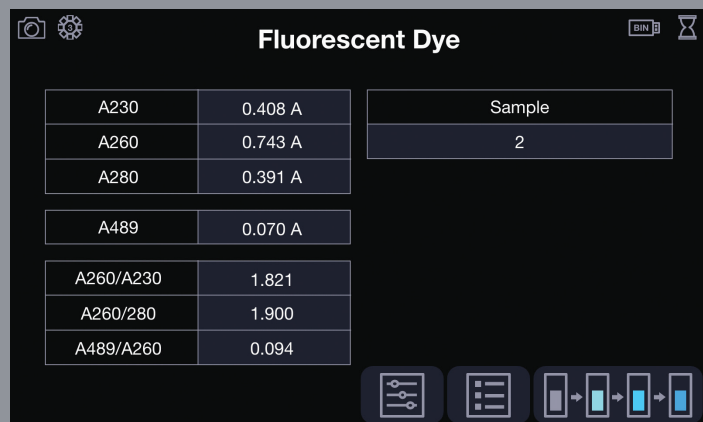 3
Fluorescent Dye
BIN
A230 0.408 A
A260 0.743 A
A280 0.391 A
A489 0.070 A
A260/A230 1.821
A260/280 1.900
A489/A260 0.094
Sample
2